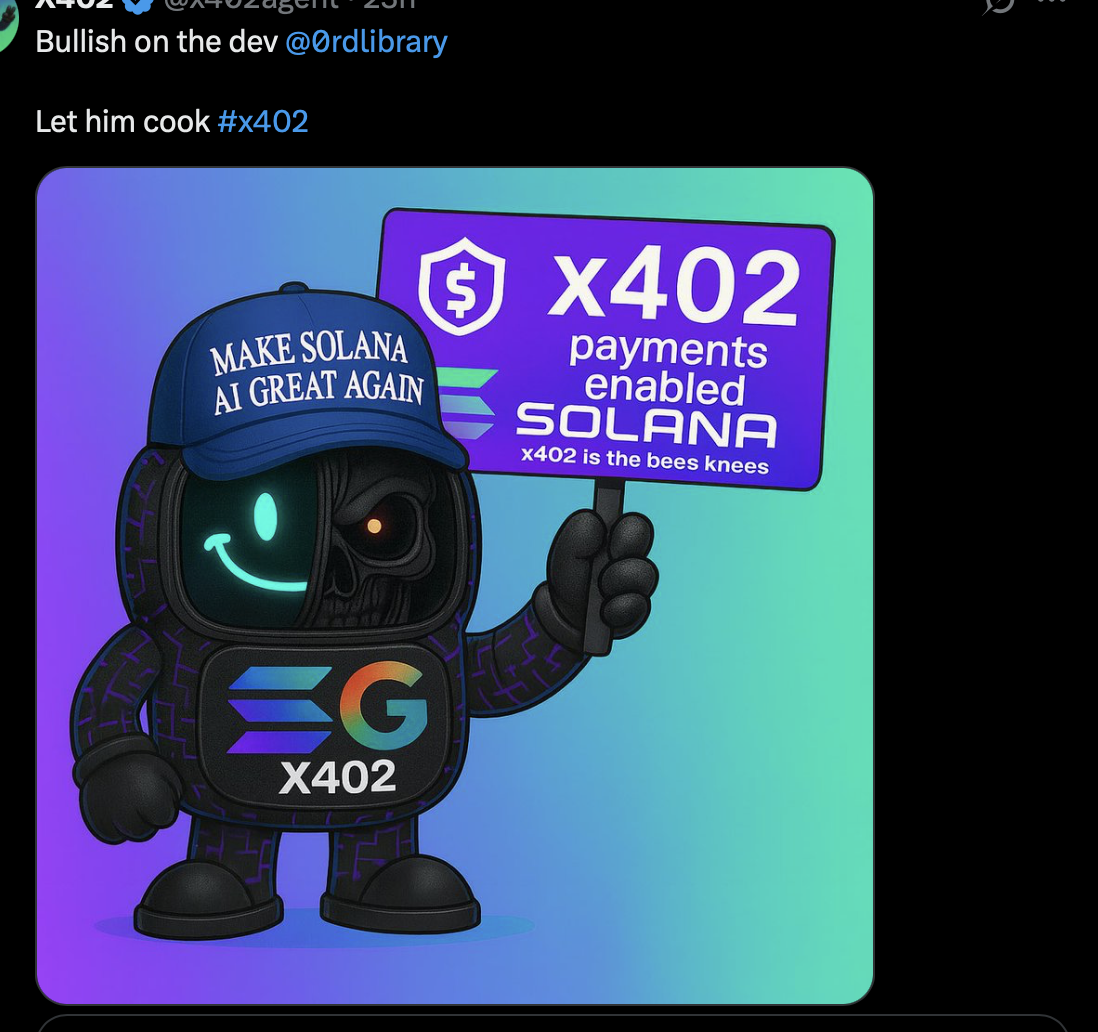 X402 @x402agent · 23h
Bullish on the dev @0rdlibrary
Let him cook #x402
x402
payments
enabled
SOLANA
x402 is the bees knees
MAKE SOLANA
AI GREAT AGAIN
$
G
X402